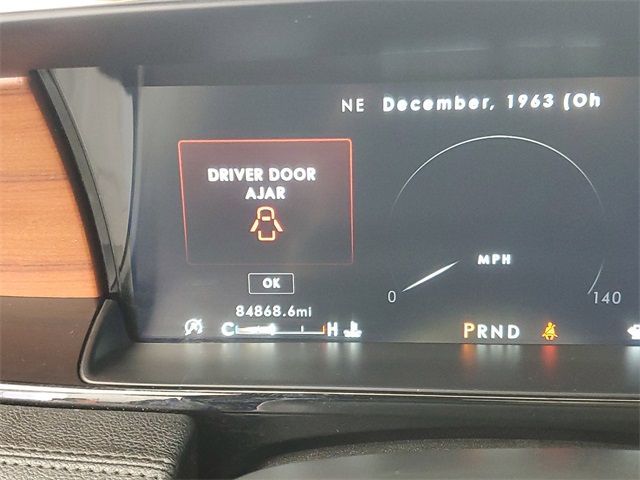 NE December, 1963 (Oh
DRIVER DOOR
AJAR
OK
MPH
0
140
84868.6mi
C H
PRND